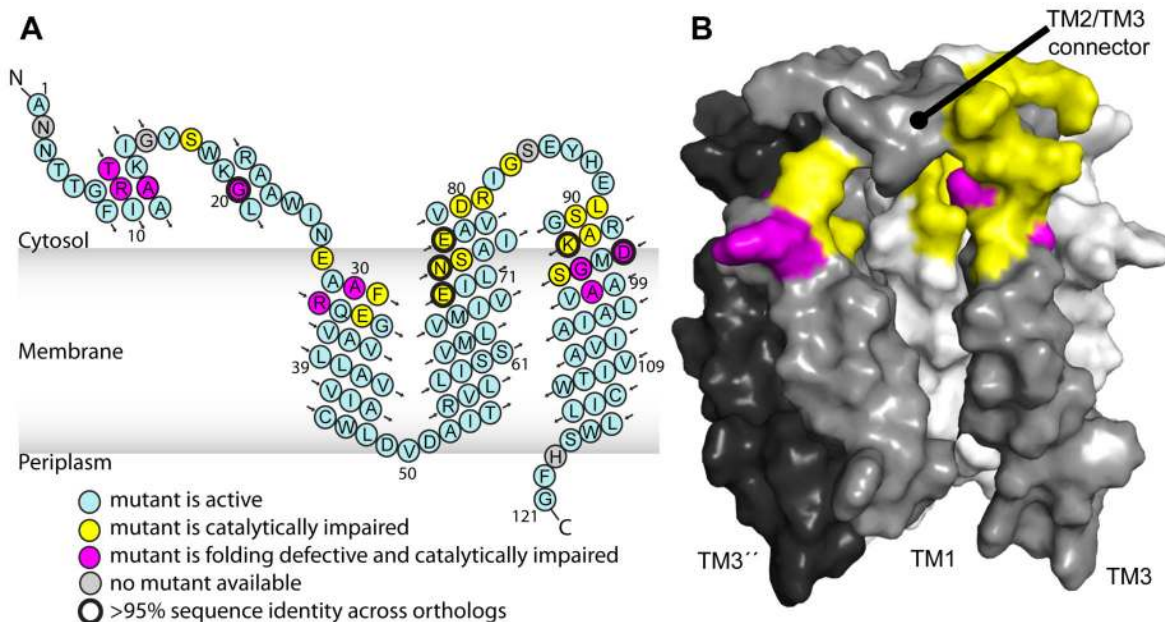 A
B
N
1
A
N
N
T
T
G
F
I
A
10
T
R
A
I
K
G
Y
S
W
K
G
L
20
R
A
A
W
I
N
E
A
A
F
30
R
Q
E
G
V
A
V
L
L
A
V
39
V
I
A
C
W
L
D
V
D
A
I
T
50
R
V
L
L
I
S
S
61
V
M
L
V
M
I
V
E
I
L
71
N
S
A
I
E
A
V
V
D
R
80
I
G
S
E
Y
H
E
L
S
G
90
K
A
R
D
M
G
S
V
A
A
99
A
I
A
L
A
V
I
V
109
W
T
I
L
I
C
L
W
S
H
F
G
121
C
Cytosol
Membrane
Periplasm
mutant is active
mutant is catalytically impaired
mutant is folding defective and catalytically impaired
no mutant available
>95% sequence identity across orthologs
TM2/TM3
connector
TM3´´
TM1
TM3